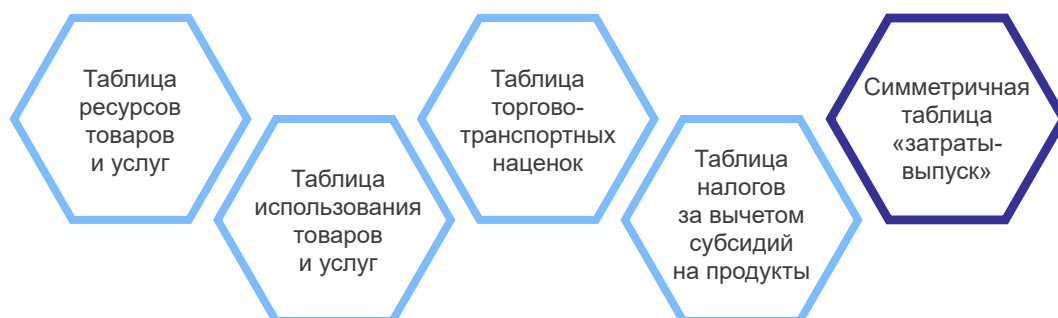 Таблица
ресурсов
товаров
и услуг
Таблица
использования
товаров
и услуг
Таблица
торгово-
транспортных
наценок
Таблица
налогов
за вычетом
субсидий
на продукты
Симметричная
таблица
«затраты-
выпуск»